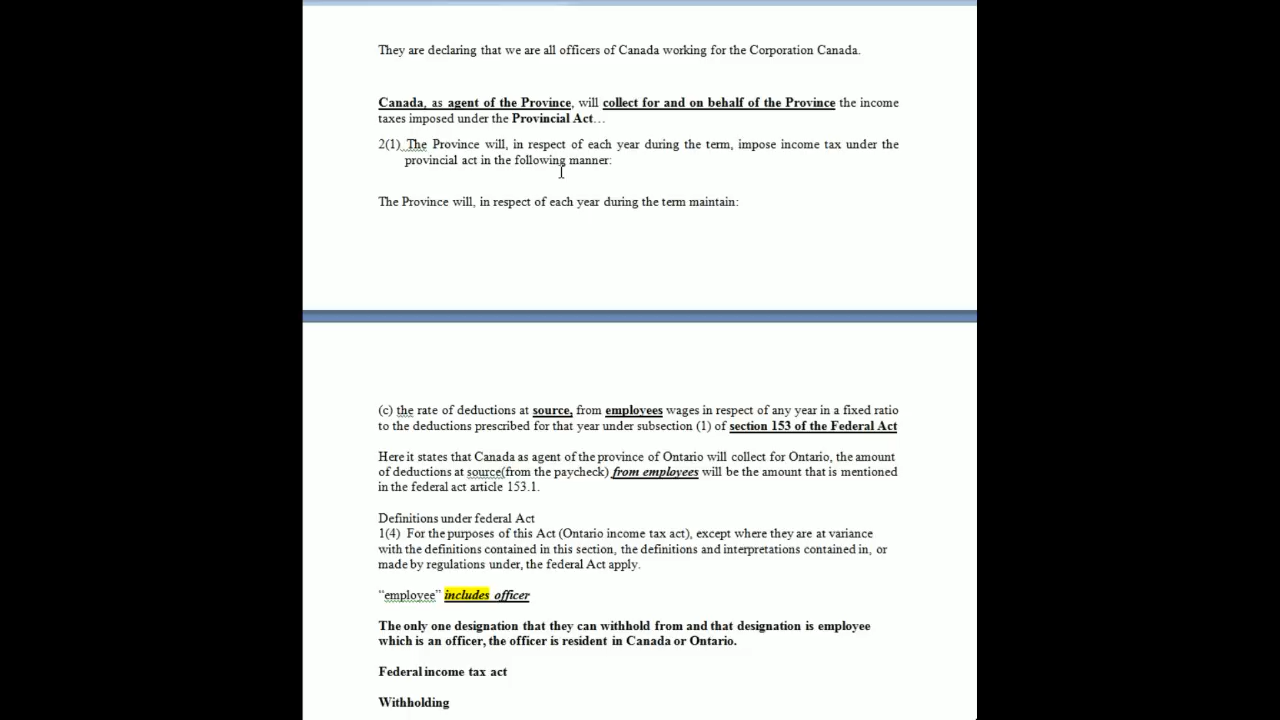 They are declaring that we are all officers of Canada working for the Corporation Canada.
Canada, as agent of the Province, will collect for and on behalf of the Province the income
taxes imposed under the Provincial Act…
2(1) The Province will, in respect of each year during the term, impose income tax under the
provincial act in the following manner:
The Province will, in respect of each year during the term maintain:
(c) the rate of deductions at source, from employees wages in respect of any year in a fixed ratio
to the deductions prescribed for that year under subsection (1) of section 153 of the Federal Act
Here it states that Canada as agent of the province of Ontario will collect for Ontario, the amount
of deductions at source(from the paycheck) from employees will be the amount that is mentioned
in the federal act article 153.1.
Definitions under federal Act
1(4) For the purposes of this Act (Ontario income tax act), except where they are at variance
with the definitions contained in this section, the definitions and interpretations contained in, or
made by regulations under, the federal Act apply.
“employee” includes officer
The only one designation that they can withhold from and that designation is employee
which is an officer, the officer is resident in Canada or Ontario.
Federal income tax act
Withholding